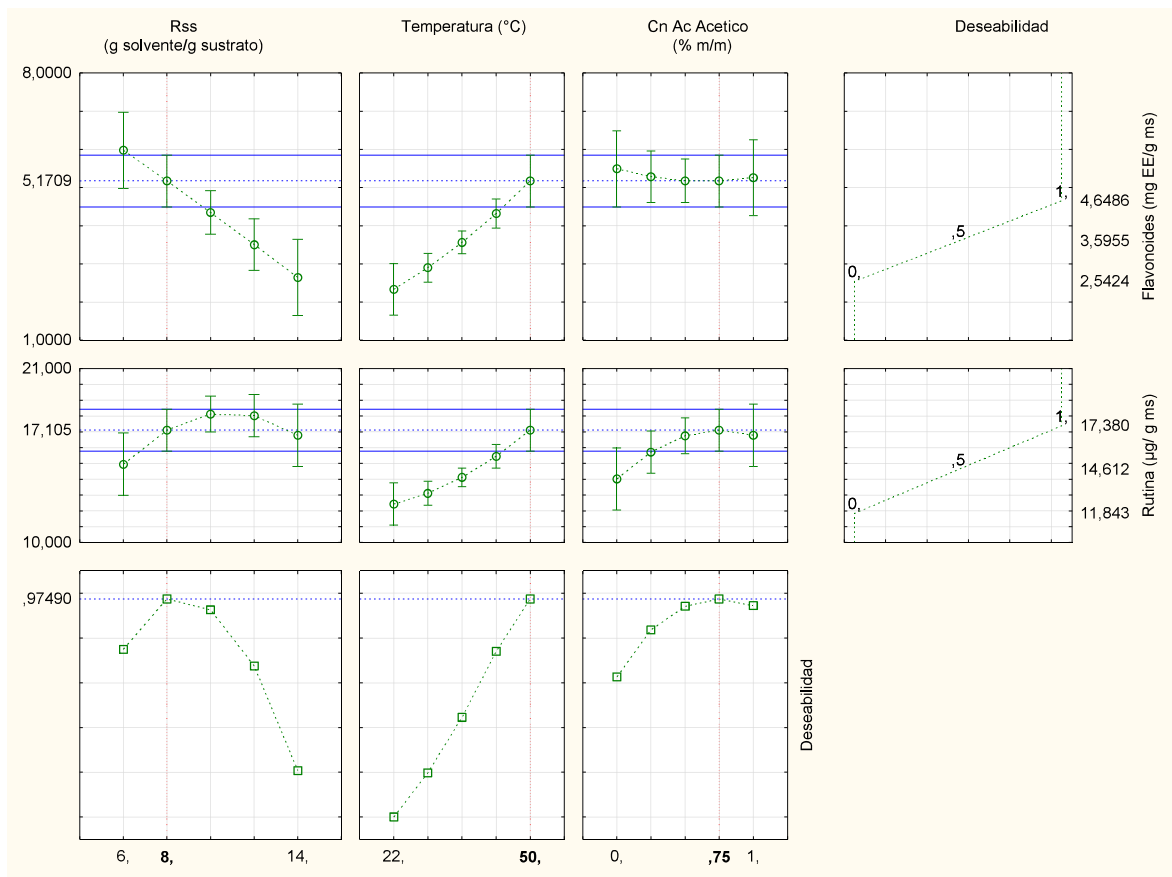 Rss
(g solvente/g sustrato)
Temperatura (°C)
Cn Ac Acetico
(% m/m)
Deseabilidad
8,0000
5,1709
1,0000
1,
,5
0,
4,6486
3,5955
2,5424
Flavonoides (mg EE/g ms)
21,000
17,105
10,000
1,
,5
0,
17,380
14,612
11,843
Rutina (µg/ g ms)
,97490
Deseabilidad
6, 8, 14,
22, 50,
0, ,75 1,